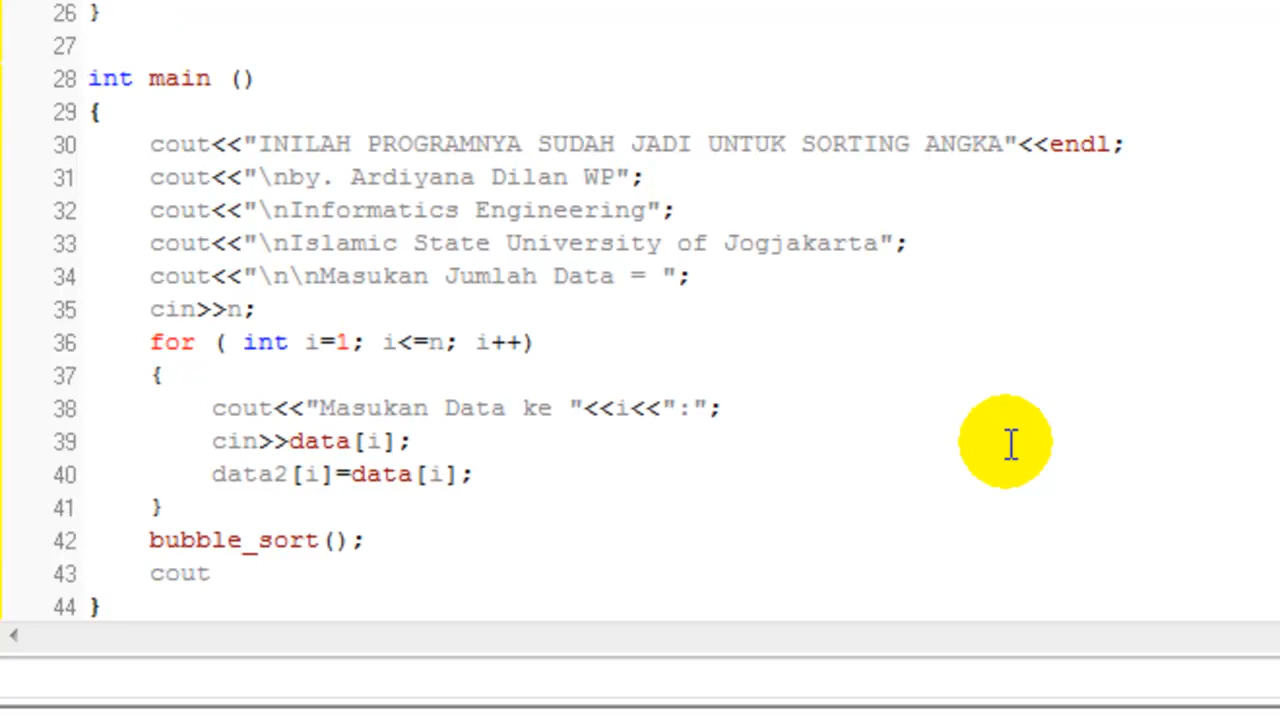 26 }
27
28 int main ()
29 {
30 cout<<"INILAH PROGRAMNYA SUDAH JADI UNTUK SORTING ANGKA"<<endl;
31 cout<<"\nby. Ardiyana Dilan WP";
32 cout<<"\nInformatics Engineering";
33 cout<<"\nIslamic State University of Jogjakarta";
34 cout<<"\n\nMasukan Jumlah Data = ";
35 cin>>n;
36 for ( int i=1; i<=n; i++)
37 {
38 cout<<"Masukan Data ke "<<i<<":";
39 cin>>data[i];
40 data2[i]=data[i];
41 }
42 bubble_sort();
43 cout
44 }